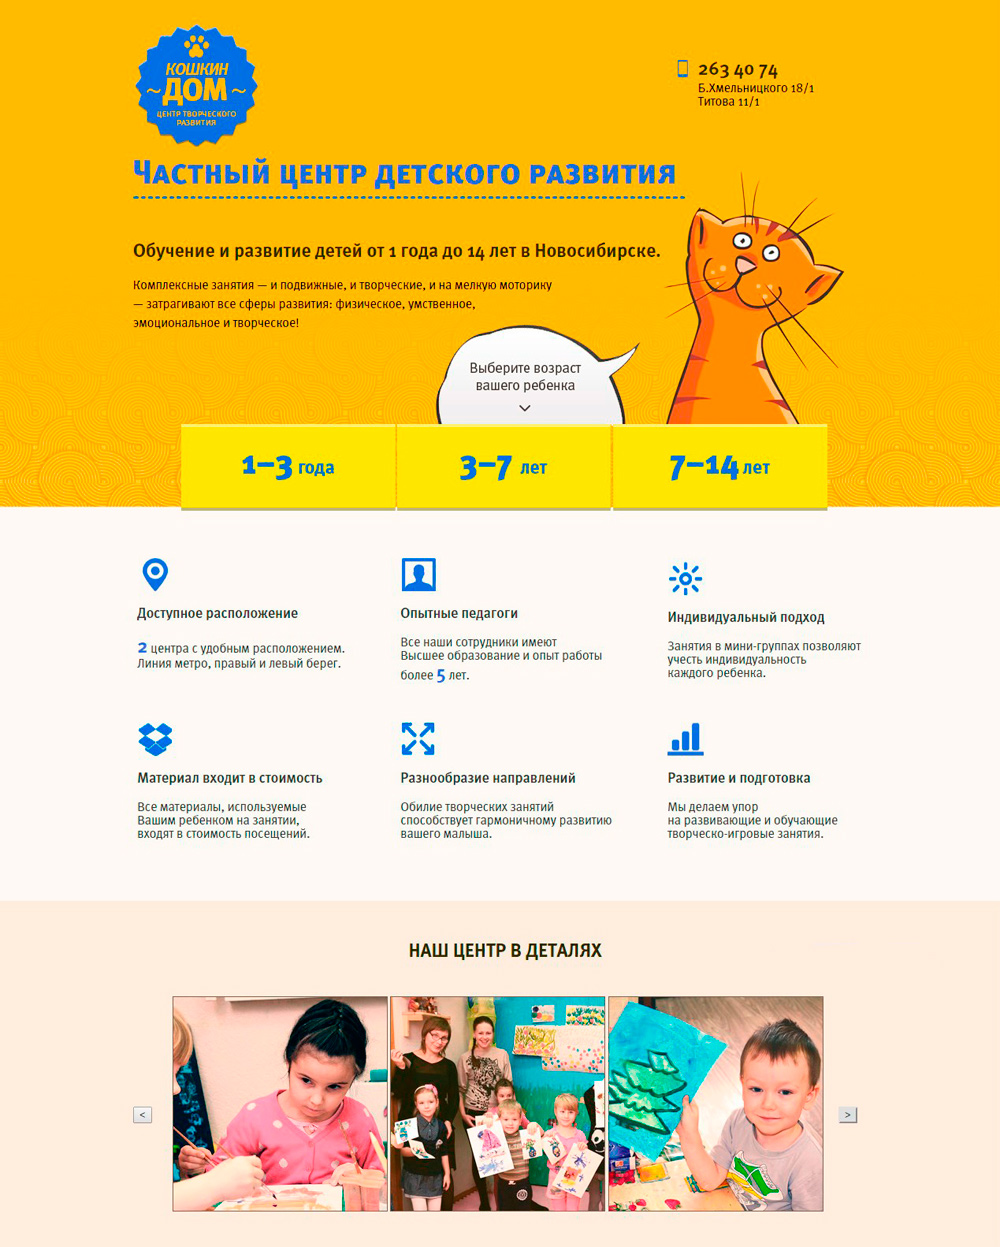 КОШКИН
~ДОМ~
ЦЕНТР ТВОРЧЕСКОГО
РАЗВИТИЯ
263 40 74
Б.Хмельницкого 18/1
Титова 11/1
Частный центр детского развития
Обучение и развитие детей от 1 года до 14 лет в Новосибирске.
Комплексные занятия — и подвижные, и творческие, и на мелкую моторику
— затрагивают все сферы развития: физическое, умственное,
эмоциональное и творческое!
Выберите возраст
вашего ребенка
1–3 года
3–7 лет
7–14 лет
Доступное расположение
2 центра с удобным расположением.
Линия метро, правый и левый берег.
Опытные педагоги
Все наши сотрудники имеют
Высшее образование и опыт работы
более 5 лет.
Индивидуальный подход
Занятия в мини-группах позволяют
учесть индивидуальность
каждого ребенка.
Материал входит в стоимость
Все материалы, используемые
Вашим ребенком на занятии,
входят в стоимость посещений.
Разнообразие направлений
Обилие творческих занятий
способствует гармоничному развитию
вашего малыша.
Развитие и подготовка
Мы делаем упор
на развивающие и обучающие
творческо-игровые занятия.
НАШ ЦЕНТР В ДЕТАЛЯХ
<
>